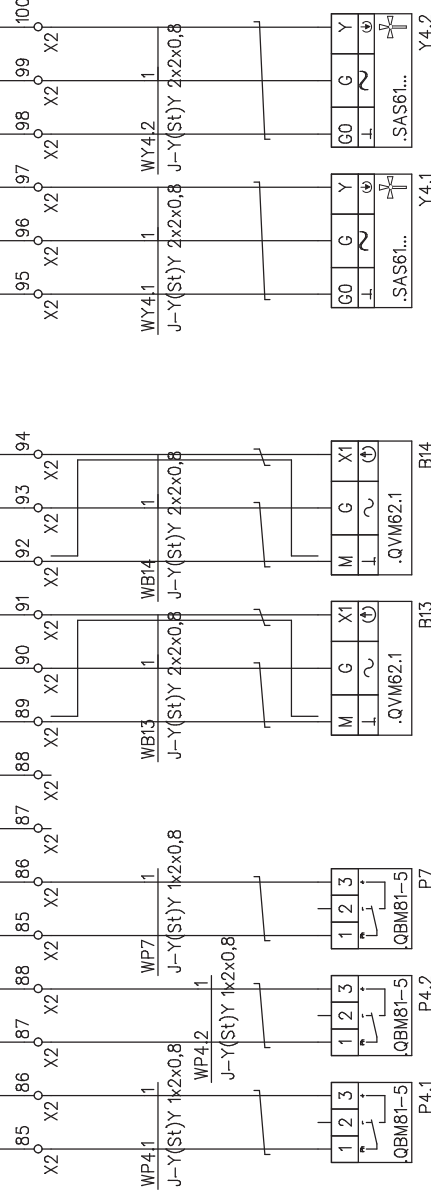 85 86 87 88 85 86 87 88 89 90 91 92 93 94 95 96 97 98 99 100
X2 X2 X2 X2 X2 X2 X2 X2 X2 X2 X2 X2 X2 X2 X2 X2 X2 X2 X2 X2
WP4.1 1
J-Y(St)Y 1x2x0,8
WP4.2 1
J-Y(St)Y 1x2x0,8
WP7 1
J-Y(St)Y 1x2x0,8
WB13 1
J-Y(St)Y 2x2x0,8
WB14 1
J-Y(St)Y 2x2x0,8
WY4.1 1
J-Y(St)Y 2x2x0,8
WY4.2 1
J-Y(St)Y 2x2x0,8
1 2 3
.QBM81-5
P4.1
1 2 3
.QBM81-5
P4.2
1 2 3
.QBM81-5
P7
M G X1
.QVM62.1
B13
M G X1
.QVM62.1
B14
G0 G Y
.SAS61...
Y4.1
G0 G Y
.SAS61...
Y4.2